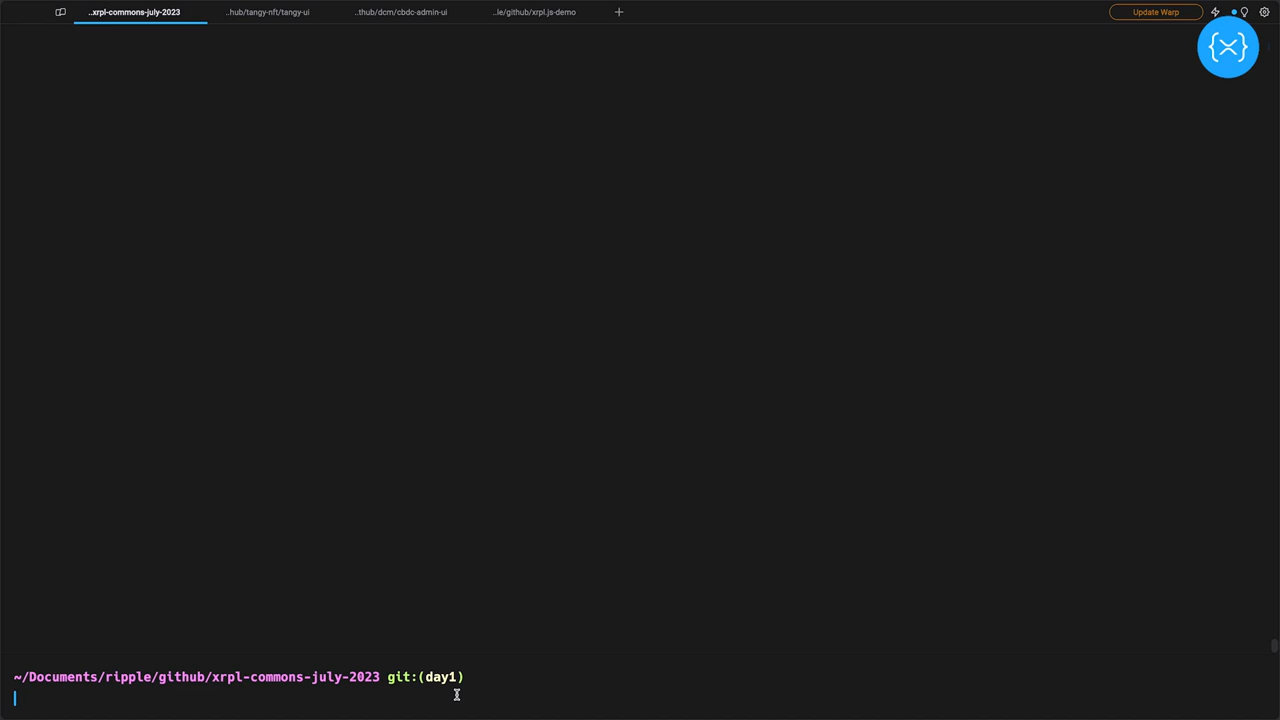 ..xrpl-commons-july-2023
..hub/tangy-nft/tangy-ui
..thub/dcm/cbdc-admin-ui
..le/github/xrpl.js-demo
Update Warp
{X}
~/Documents/ripple/github/xrpl-commons-july-2023 git:(day1)